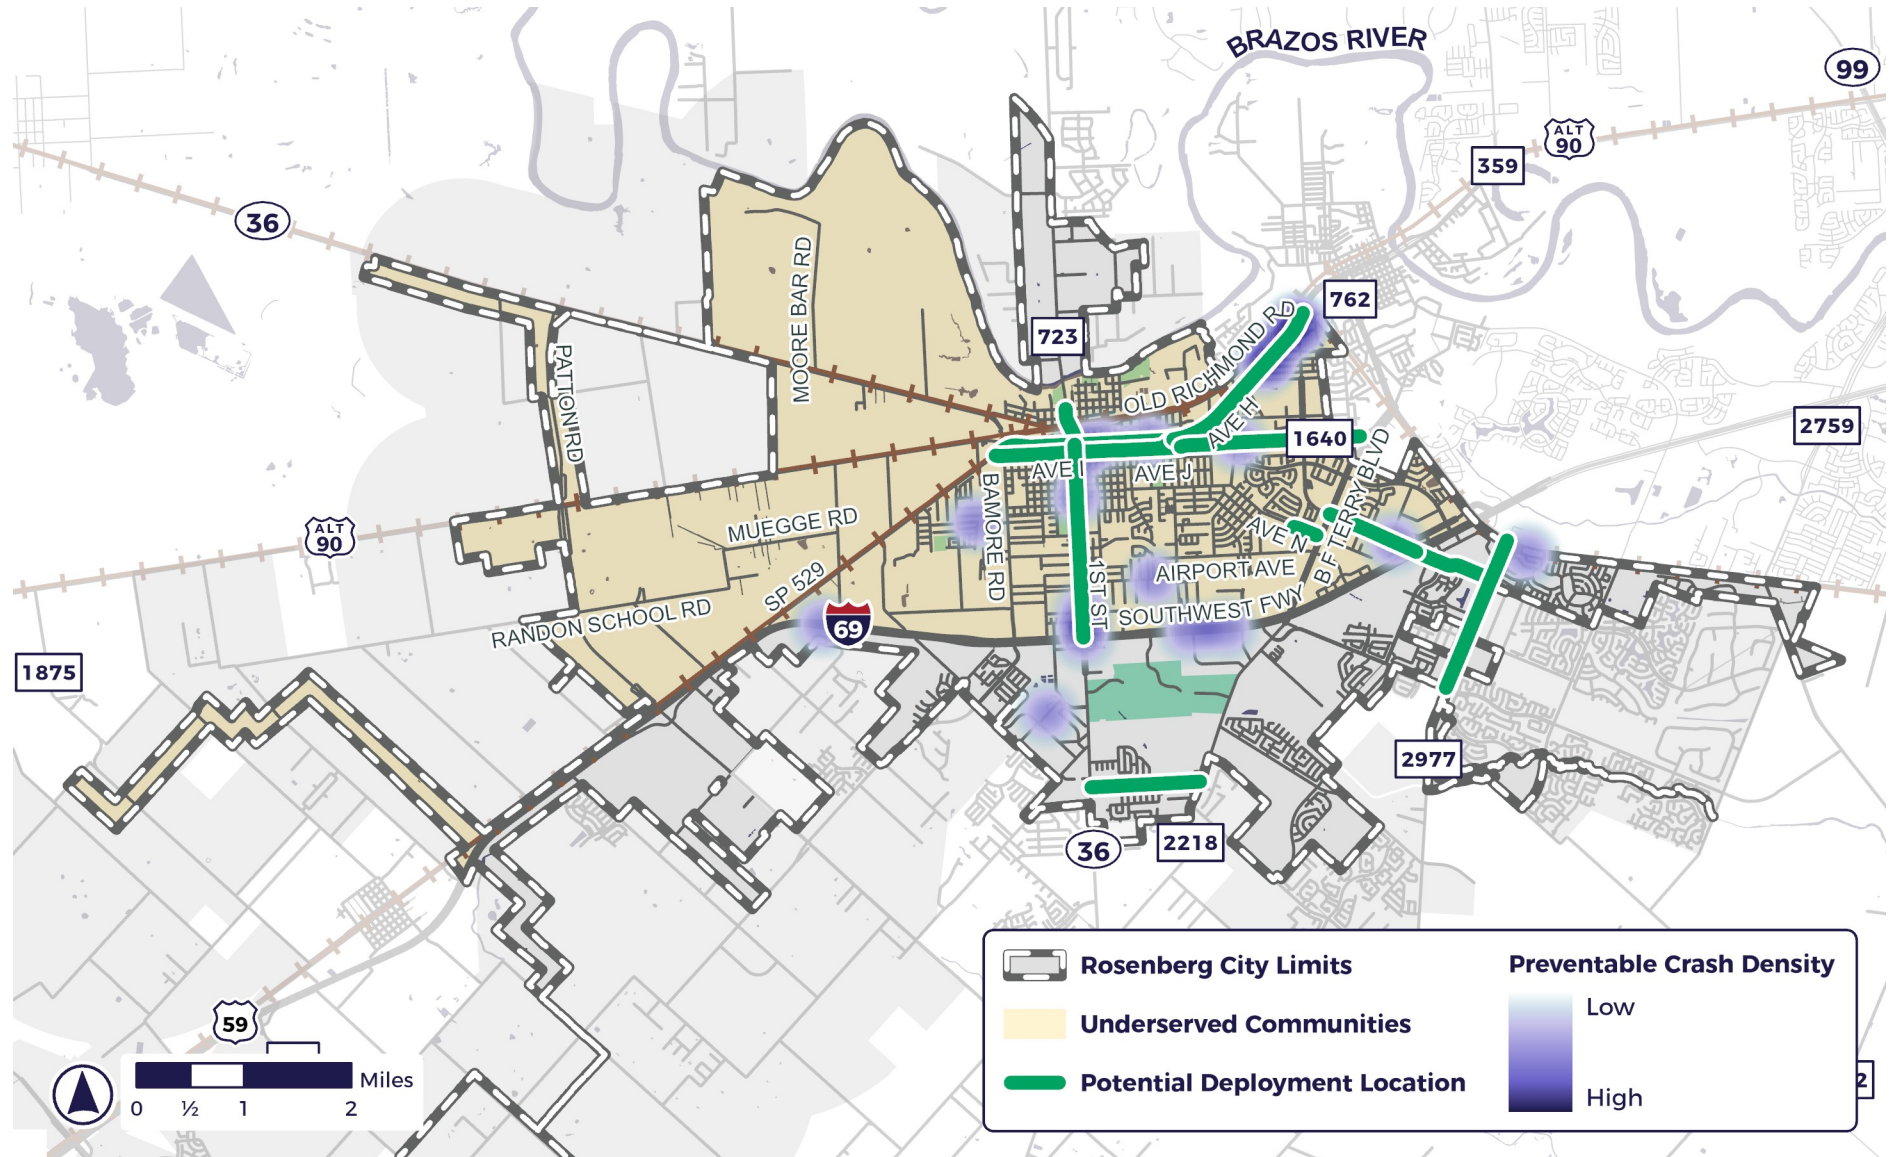 BRAZOS RIVER
99
ALT
90
359
36
762
723
MOORE BAR RD
OLD RICHMOND RD
PATTON RD
AVE H
1640
2759
AVE I
AVE J
BAMORE RD
MUEGGE RD
ALT
90
AVE N
B F TERRY BLVD
AIRPORT AVE
1ST ST
SP 529
SOUTHWEST FWY
RANDON SCHOOL RD
69
1875
2977
36
2218
59
Rosenberg City Limits
Underserved Communities
Potential Deployment Location
Preventable Crash Density
Low
High
2
Miles
0 ½ 1 2